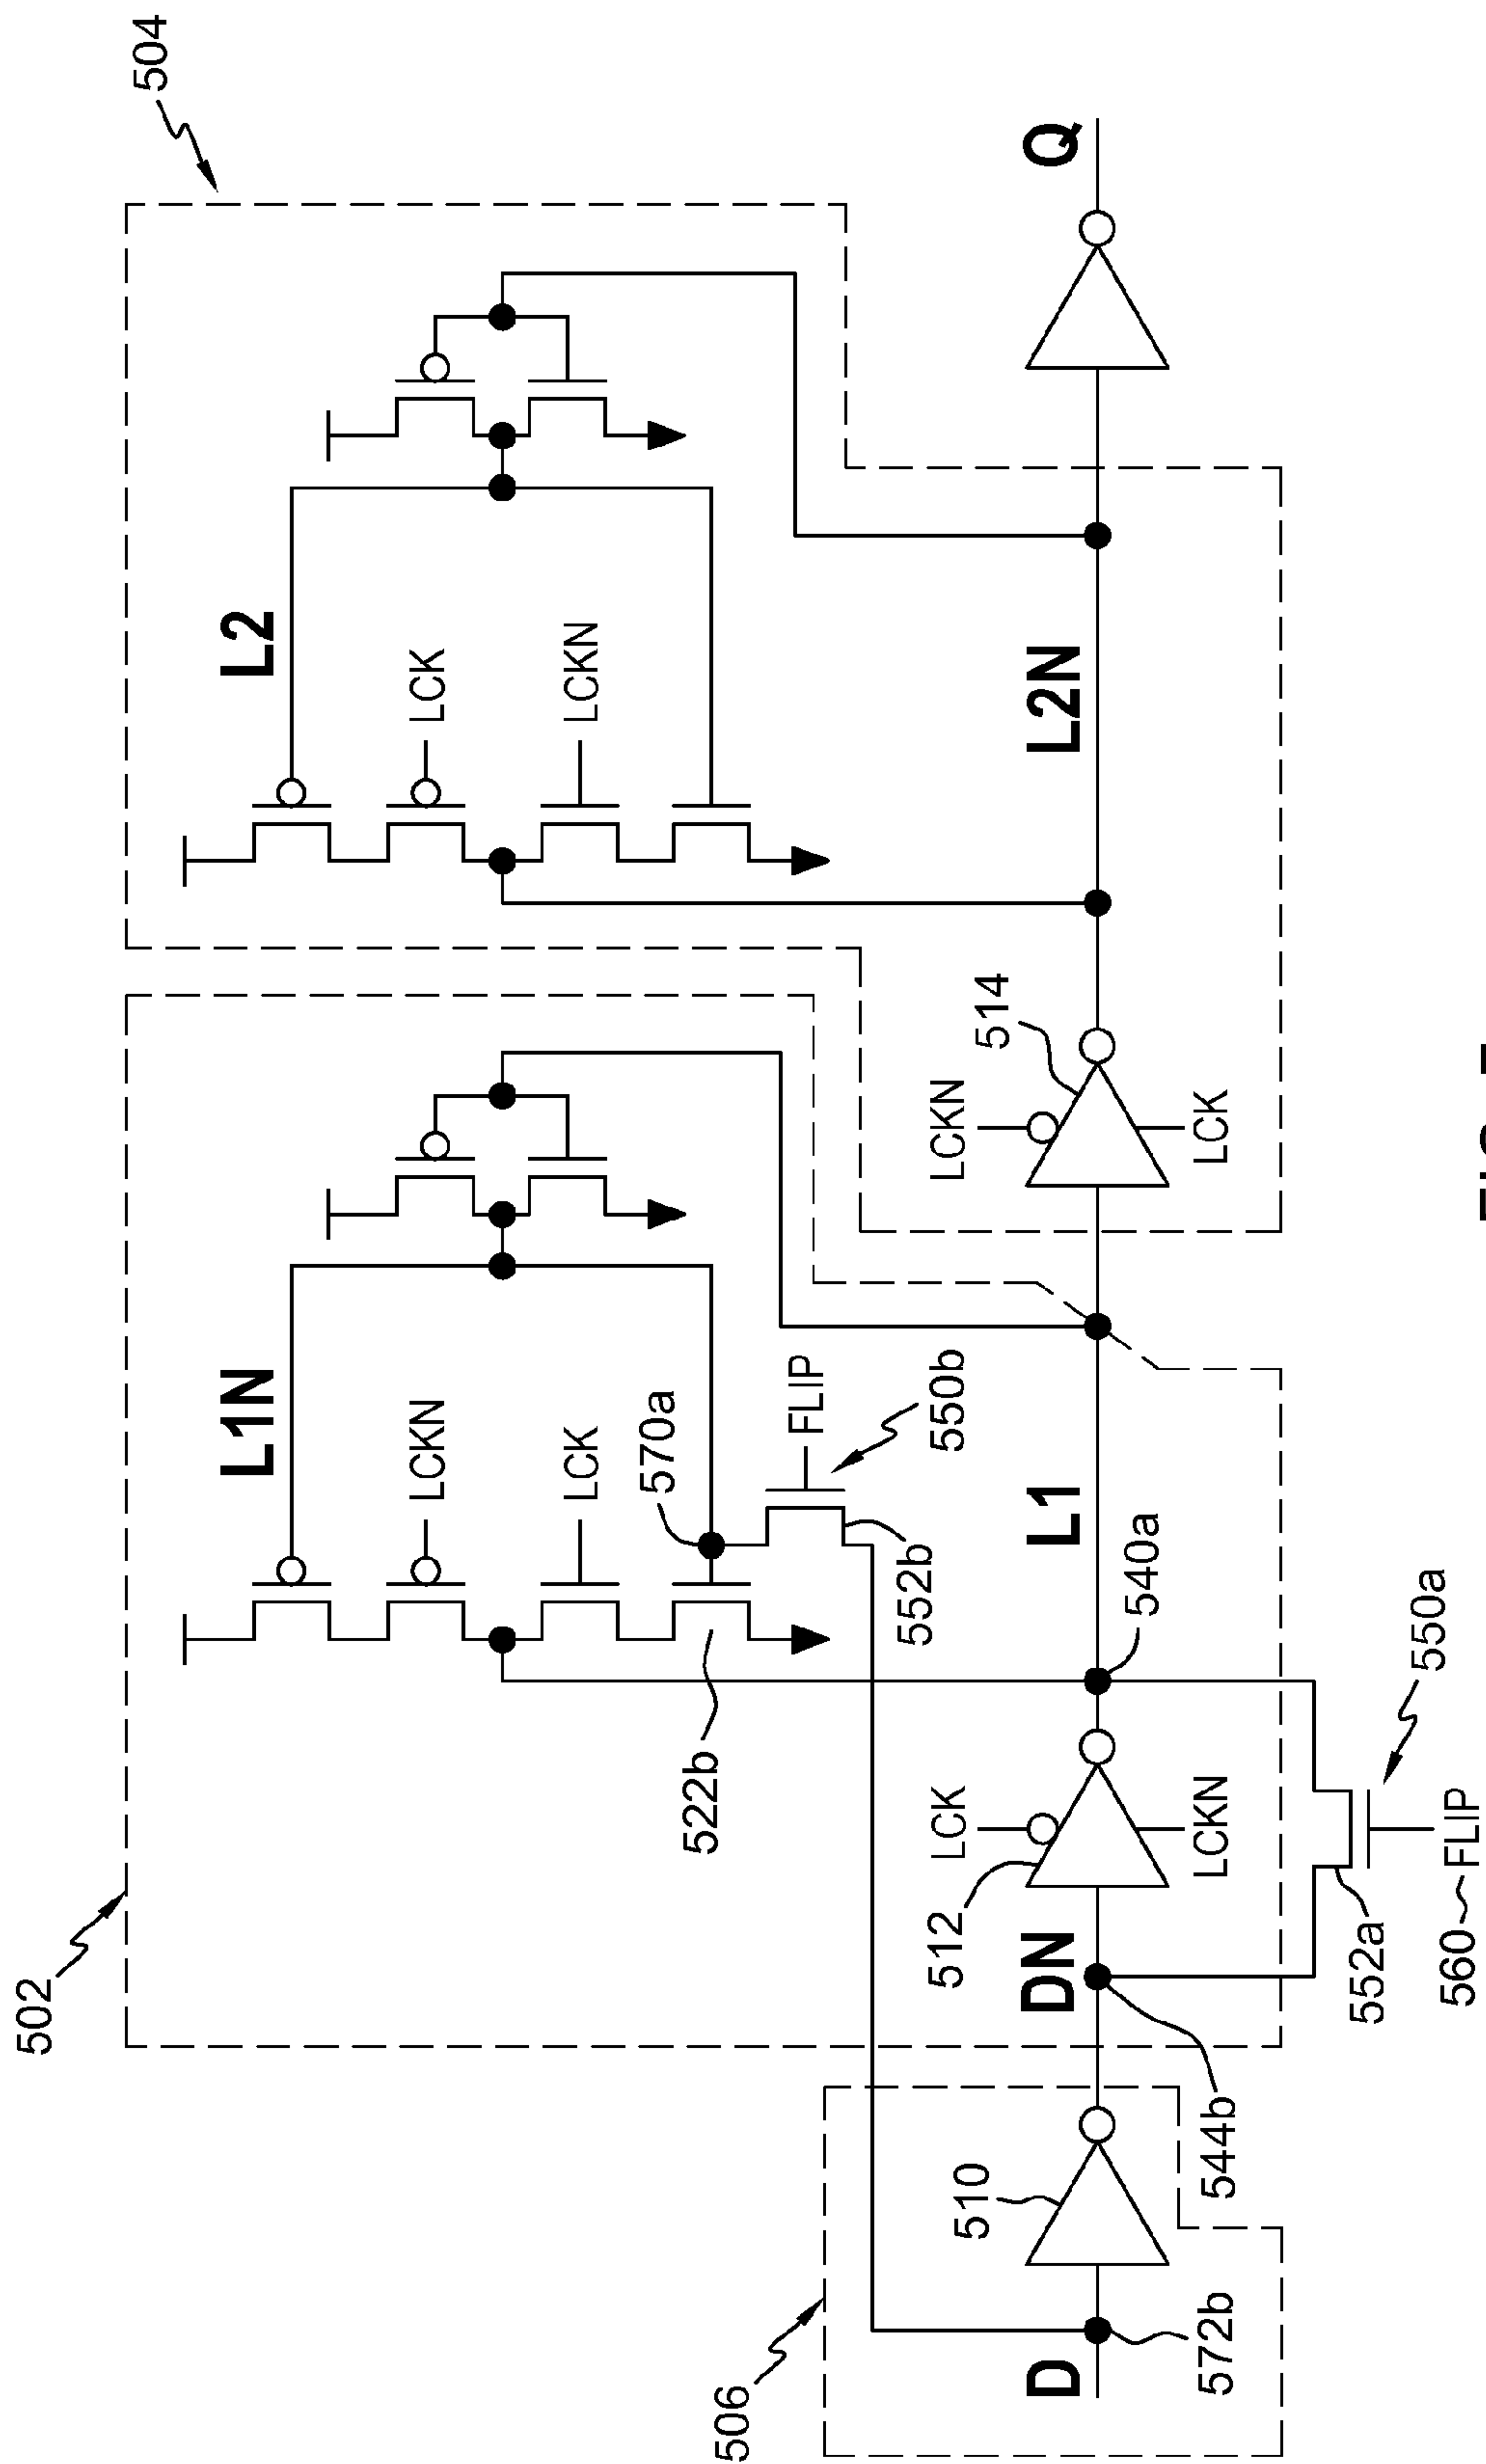 502
504
L1N
L2
LCKN
LCK
LCK
LCKN
570a
522b
506
FLIP
552b
550b
510
512
LCK
514
LCKN
D
DN
L1
L2N
Q
540a
572b
544b
LCKN
LCK
552a
550a
560 FLIP